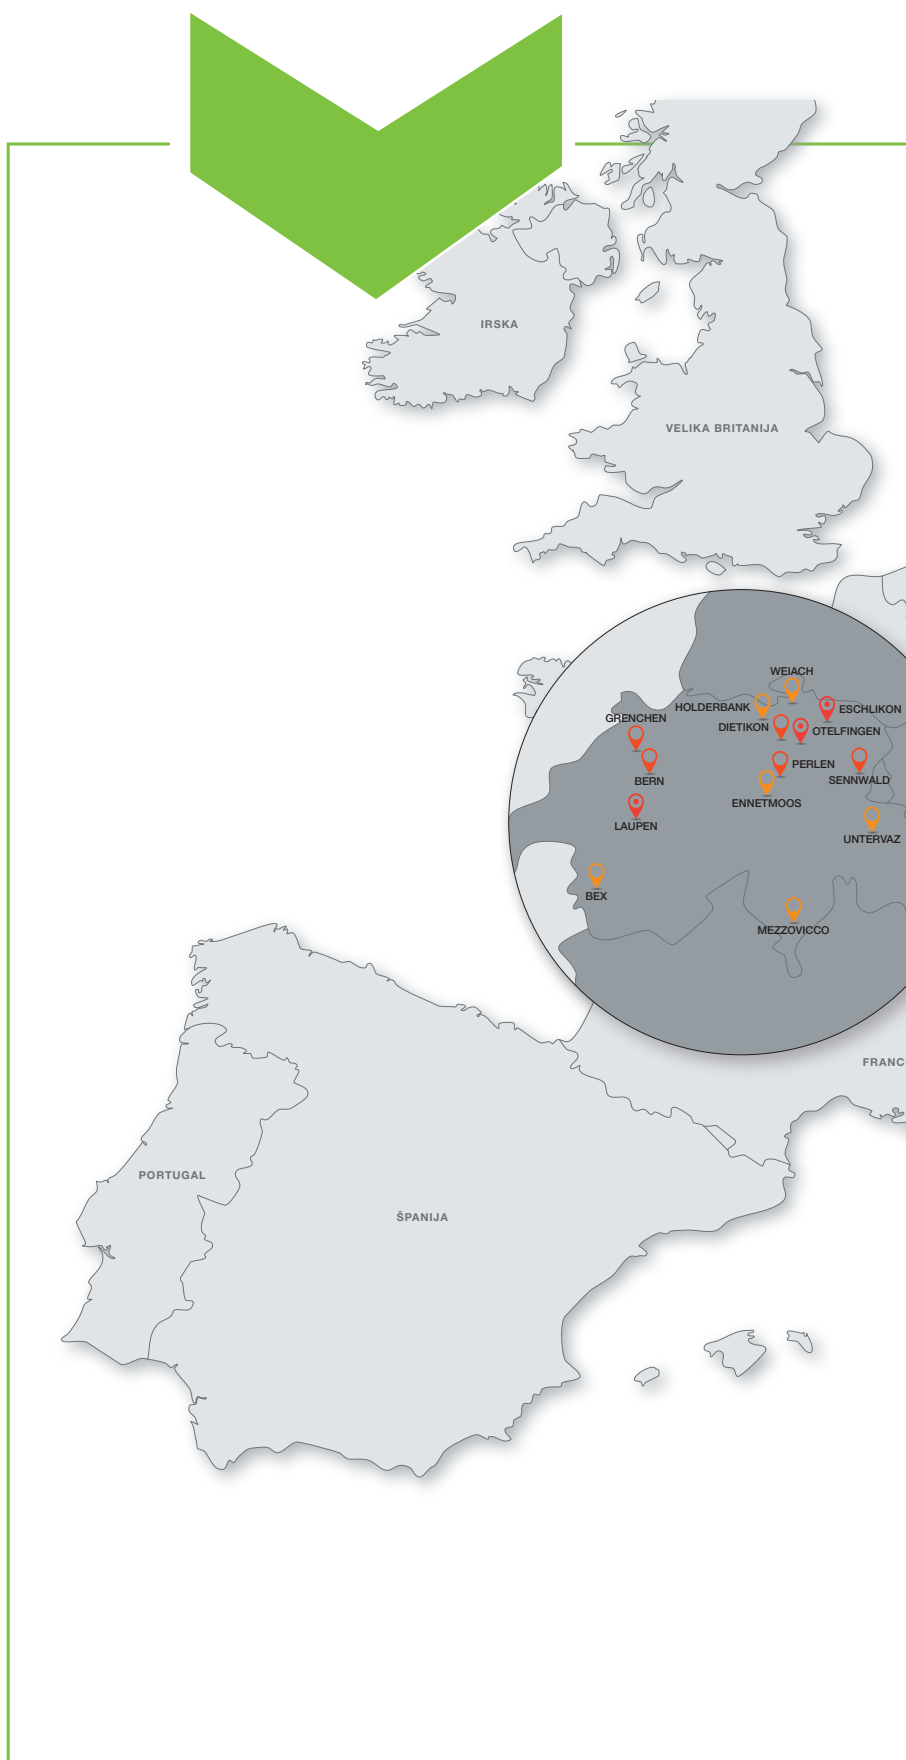 IRSKA
VELIKA BRITANIJA
WEIACH
HOLDERBANK
ESCHLIKON
GRENCHEN
DIETIKON
OTELFINGEN
PERLEN
BERN
SENNWALD
ENNETMOOS
LAUPEN
UNTERVAZ
BEX
MEZZOVICCO
FRANC
PORTUGAL
ŠPANIJA